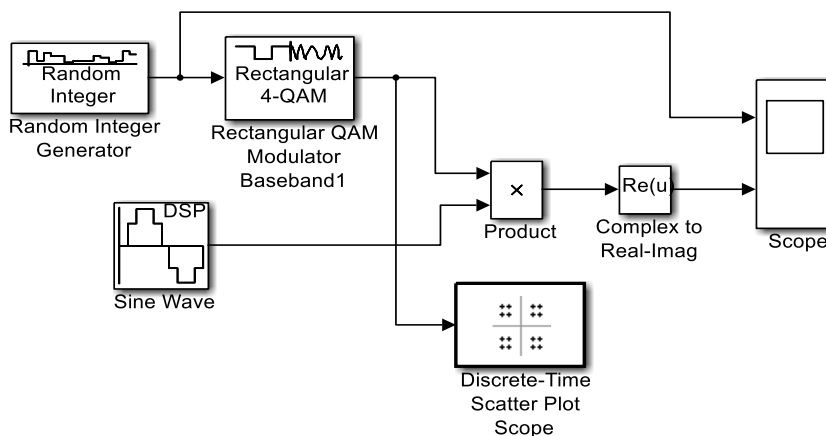 Random
Integer
Random Integer
Generator
Rectangular
4-QAM
Rectangular QAM
Modulator
Baseband1
DSP
Sine Wave
×
Product
Re(u)
Complex to
Real-Imag
Scope
Discrete-Time
Scatter Plot
Scope